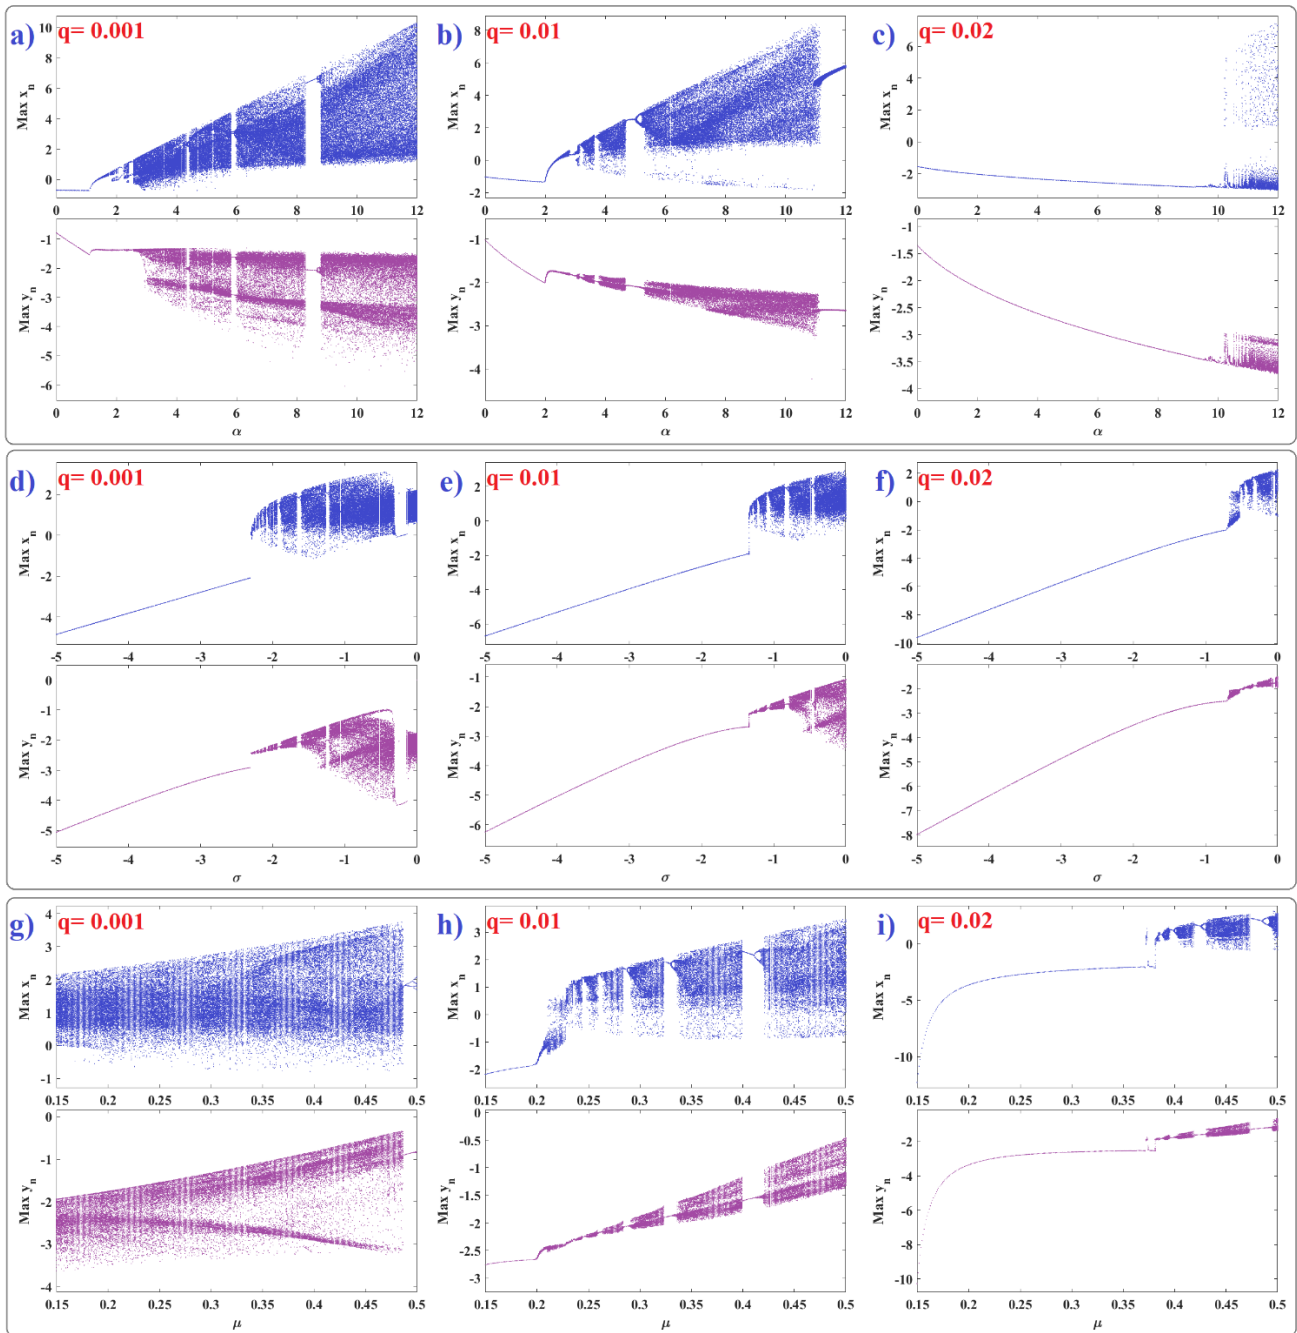 a) q= 0.001
10
8
6
4
2
0
Max x_n
0 2 4 6 8 10 12
-1
-2
-3
-4
-5
-6
Max y_n
0 2 4 6 8 10 12
α
b) q= 0.01
8
6
4
2
0
-2
Max x_n
0 2 4 6 8 10 12
-1
-2
-3
-4
Max y_n
0 2 4 6 8 10 12
α
c) q= 0.02
6
4
2
0
-2
Max x_n
0 2 4 6 8 10 12
-1
-1.5
-2
-2.5
-3
-3.5
-4
Max y_n
0 2 4 6 8 10 12
α
d) q= 0.001
2
0
-2
-4
Max x_n
-5 -4 -3 -2 -1 0
0
-1
-2
-3
-4
-5
Max y_n
-5 -4 -3 -2 -1 0
σ
e) q= 0.01
2
0
-2
-4
-6
Max x_n
-5 -4 -3 -2 -1 0
-1
-2
-3
-4
-5
-6
Max y_n
-5 -4 -3 -2 -1 0
σ
f) q= 0.02
2
0
-2
-4
-6
-8
-10
Max x_n
-5 -4 -3 -2 -1 0
-2
-3
-4
-5
-6
-7
-8
Max y_n
-5 -4 -3 -2 -1 0
σ
g) q= 0.001
4
3
2
1
0
-1
Max x_n
0.15 0.2 0.25 0.3 0.35 0.4 0.45 0.5
0
-1
-2
-3
-4
Max y_n
0.15 0.2 0.25 0.3 0.35 0.4 0.45 0.5
μ
h) q= 0.01
3
2
1
0
-1
-2
Max x_n
0.15 0.2 0.25 0.3 0.35 0.4 0.45 0.5
0
-0.5
-1
-1.5
-2
-2.5
-3
Max y_n
0.15 0.2 0.25 0.3 0.35 0.4 0.45 0.5
μ
i) q= 0.02
0
-5
-10
Max x_n
0.15 0.2 0.25 0.3 0.35 0.4 0.45 0.5
-2
-4
-6
-8
-10
Max y_n
0.15 0.2 0.25 0.3 0.35 0.4 0.45 0.5
μ